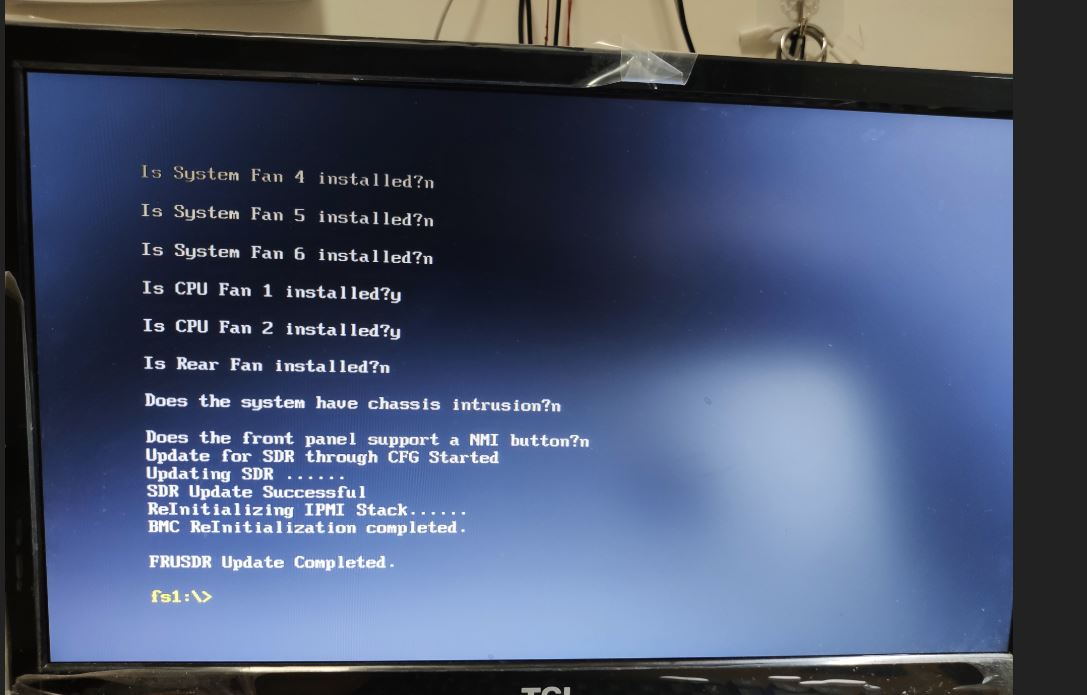 Is System Fan 4 installed?n
Is System Fan 5 installed?n
Is System Fan 6 installed?n
Is CPU Fan 1 installed?y
Is CPU Fan 2 installed?y
Is Rear Fan installed?n
Does the system have chassis intrusion?n
Does the front panel support a NMI button?n
Update for SDR through CFG Started
Updating SDR ......
SDR Update Successful
ReInitializing IPMI Stack......
BMC ReInitialization completed.
FRUSDR Update Completed.
fs1:\>
TCL